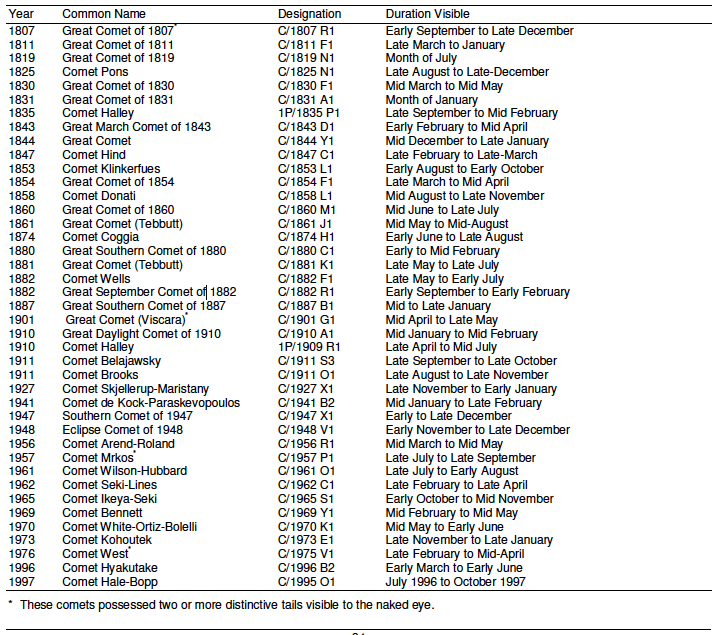 Year Common Name Designation Duration Visible
1807 Great Comet of 1807* C/1807 R1 Early September to Late December
1811 Great Comet of 1811 C/1811 F1 Late March to January
1819 Great Comet of 1819 C/1819 N1 Month of July
1825 Comet Pons C/1825 N1 Late August to Late-December
1830 Great Comet of 1830 C/1830 F1 Mid March to Mid May
1831 Great Comet of 1831 C/1831 A1 Month of January
1835 Comet Halley 1P/1835 P1 Late September to Mid February
1843 Great March Comet of 1843 C/1843 D1 Early February to Mid April
1844 Great Comet C/1844 Y1 Mid December to Late January
1847 Comet Hind C/1847 C1 Late February to Late-March
1853 Comet Klinkerfues C/1853 L1 Early August to Early October
1854 Great Comet of 1854 C/1854 F1 Late March to Mid April
1858 Comet Donati C/1858 L1 Mid August to Late November
1860 Great Comet of 1860 C/1860 M1 Mid June to Late July
1861 Great Comet (Tebbutt) C/1861 J1 Mid May to Mid-August
1874 Comet Coggia C/1874 H1 Early June to Late August
1880 Great Southern Comet of 1880 C/1880 C1 Early to Mid February
1881 Great Comet (Tebbutt) C/1881 K1 Late May to Late July
1882 Comet Wells C/1882 F1 Late May to Early July
1882 Great September Comet of 1882 C/1882 R1 Early September to Early February
1887 Great Southern Comet of 1887 C/1887 B1 Mid to Late January
1901 Great Comet (Viscara)* C/1901 G1 Mid April to Late May
1910 Great Daylight Comet of 1910 C/1910 A1 Mid January to Mid February
1910 Comet Halley 1P/1909 R1 Late April to Mid July
1911 Comet Belajawsky C/1911 S3 Late September to Late October
1911 Comet Brooks C/1911 O1 Late August to Late November
1927 Comet Skjellerup-Maristany C/1927 X1 Late November to Early January
1941 Comet de Kock-Paraskevopoulos C/1941 B2 Mid January to Late February
1947 Southern Comet of 1947 C/1947 X1 Early to Late December
1948 Eclipse Comet of 1948 C/1948 V1 Early November to Late December
1956 Comet Arend-Roland C/1956 R1 Mid March to Mid May
1957 Comet Mrkos* C/1957 P1 Late July to Late September
1961 Comet Wilson-Hubbard C/1961 O1 Late July to Early August
1962 Comet Seki-Lines C/1962 C1 Late February to Late April
1965 Comet Ikeya-Seki C/1965 S1 Early October to Mid November
1969 Comet Bennett C/1969 Y1 Mid February to Mid May
1970 Comet White-Ortiz-Bolelli C/1970 K1 Mid May to Early June
1973 Comet Kohoutek C/1973 E1 Late November to Late January
1976 Comet West* C/1975 V1 Late February to Mid-April
1996 Comet Hyakutake C/1996 B2 Early March to Early June
1997 Comet Hale-Bopp C/1995 O1 July 1996 to October 1997
* These comets possessed two or more distinctive tails visible to the naked eye.